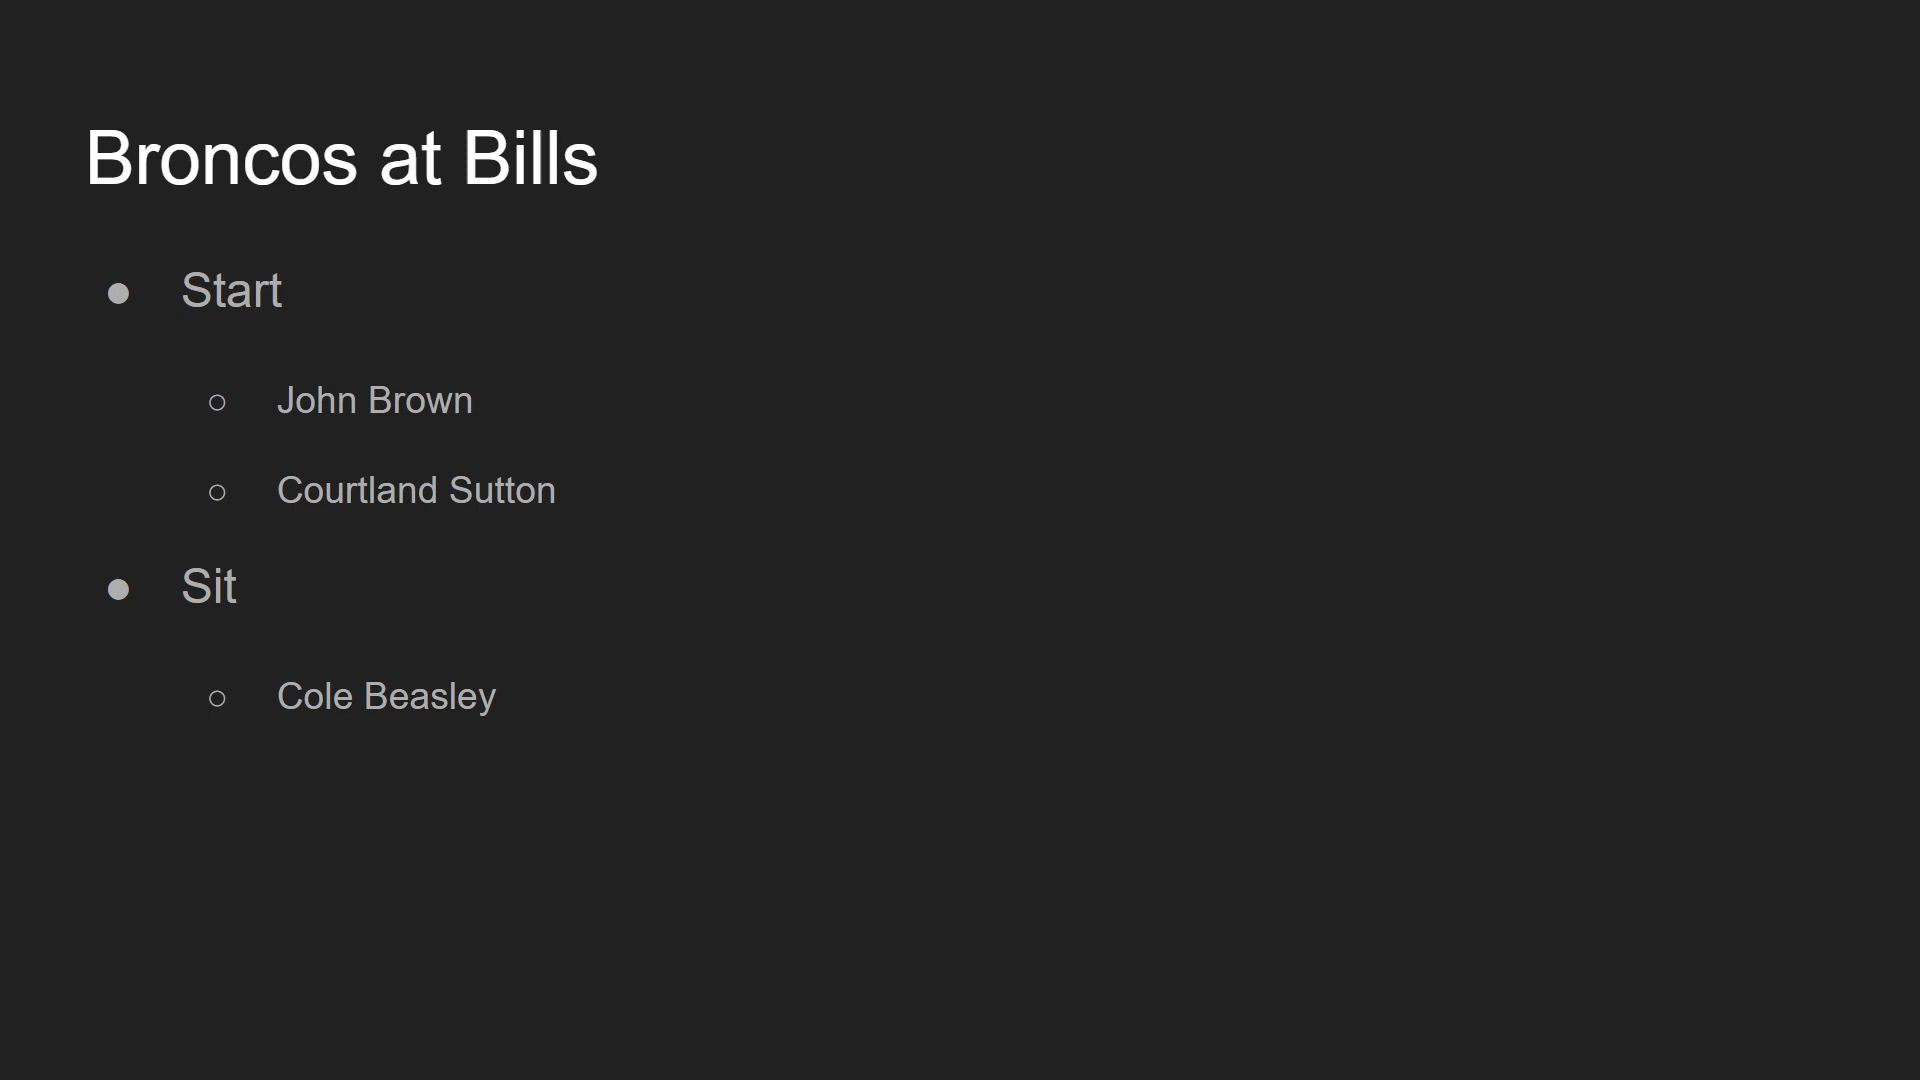 Broncos at Bills
● Start
○ John Brown
○ Courtland Sutton
● Sit
○ Cole Beasley